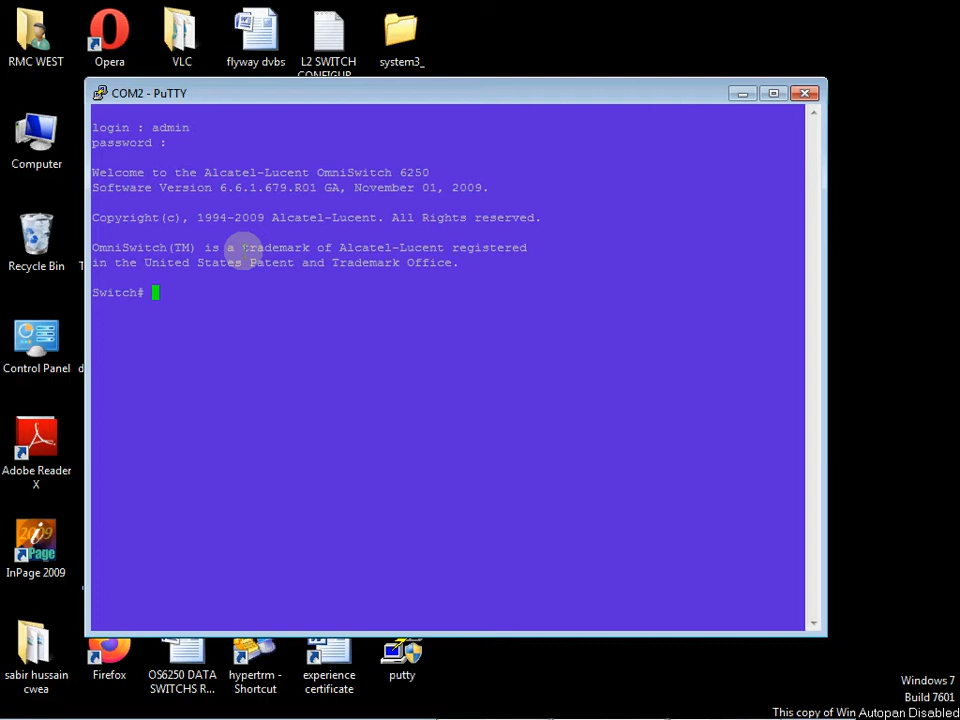 RMC WEST
Opera
VLC
flyway dvbs
L2 SWITCH
CONFIGUR...
system3_
COM2 - PuTTY
login : admin
password :
Welcome to the Alcatel-Lucent OmniSwitch 6250
Software Version 6.6.1.679.R01 GA, November 01, 2009.
Copyright(c), 1994-2009 Alcatel-Lucent. All Rights reserved.
OmniSwitch(TM) is a trademark of Alcatel-Lucent registered
in the United States Patent and Trademark Office.
Switch#
Computer
Recycle Bin
Control Panel
d
Adobe Reader
X
2009
Page
InPage 2009
sabir hussain
cwea
Firefox
OS6250 DATA
SWITCHS R...
hypertrm -
Shortcut
experience
certificate
putty
Windows 7
Build 7601
This copy of Win Autopan Disabled